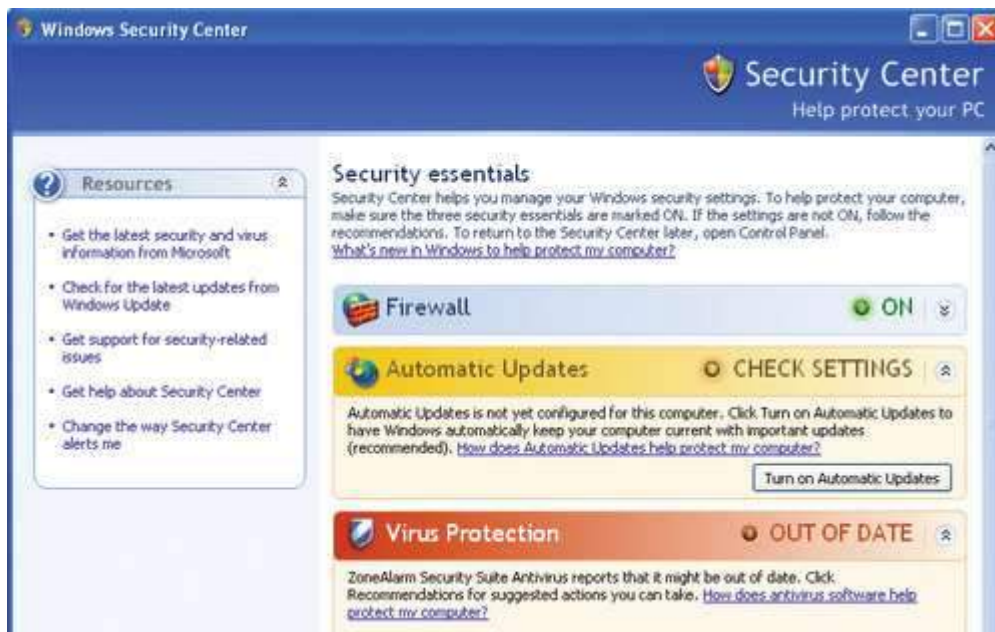 Windows Security Center
Security Center
Help protect your PC
Resources
• Get the latest security and virus
information from Microsoft
• Check for the latest updates from
Windows Update
• Get support for security-related
issues
• Get help about Security Center
• Change the way Security Center
alerts me
Security essentials
Security Center helps you manage your Windows security settings. To help protect your computer,
make sure the three security essentials are marked ON. If the settings are not ON, follow the
recommendations. To return to the Security Center later, open Control Panel.
What's new in Windows to help protect my computer?
Firewall ON
Automatic Updates CHECK SETTINGS
Automatic Updates is not yet configured for this computer. Click Turn on Automatic Updates to
have Windows automatically keep your computer current with important updates
(recommended). How does Automatic Updates help protect my computer?
Turn on Automatic Updates
Virus Protection OUT OF DATE
ZoneAlarm Security Suite Antivirus reports that it might be out of date. Click
Recommendations for suggested actions you can take. How does antivirus software help
protect my computer?